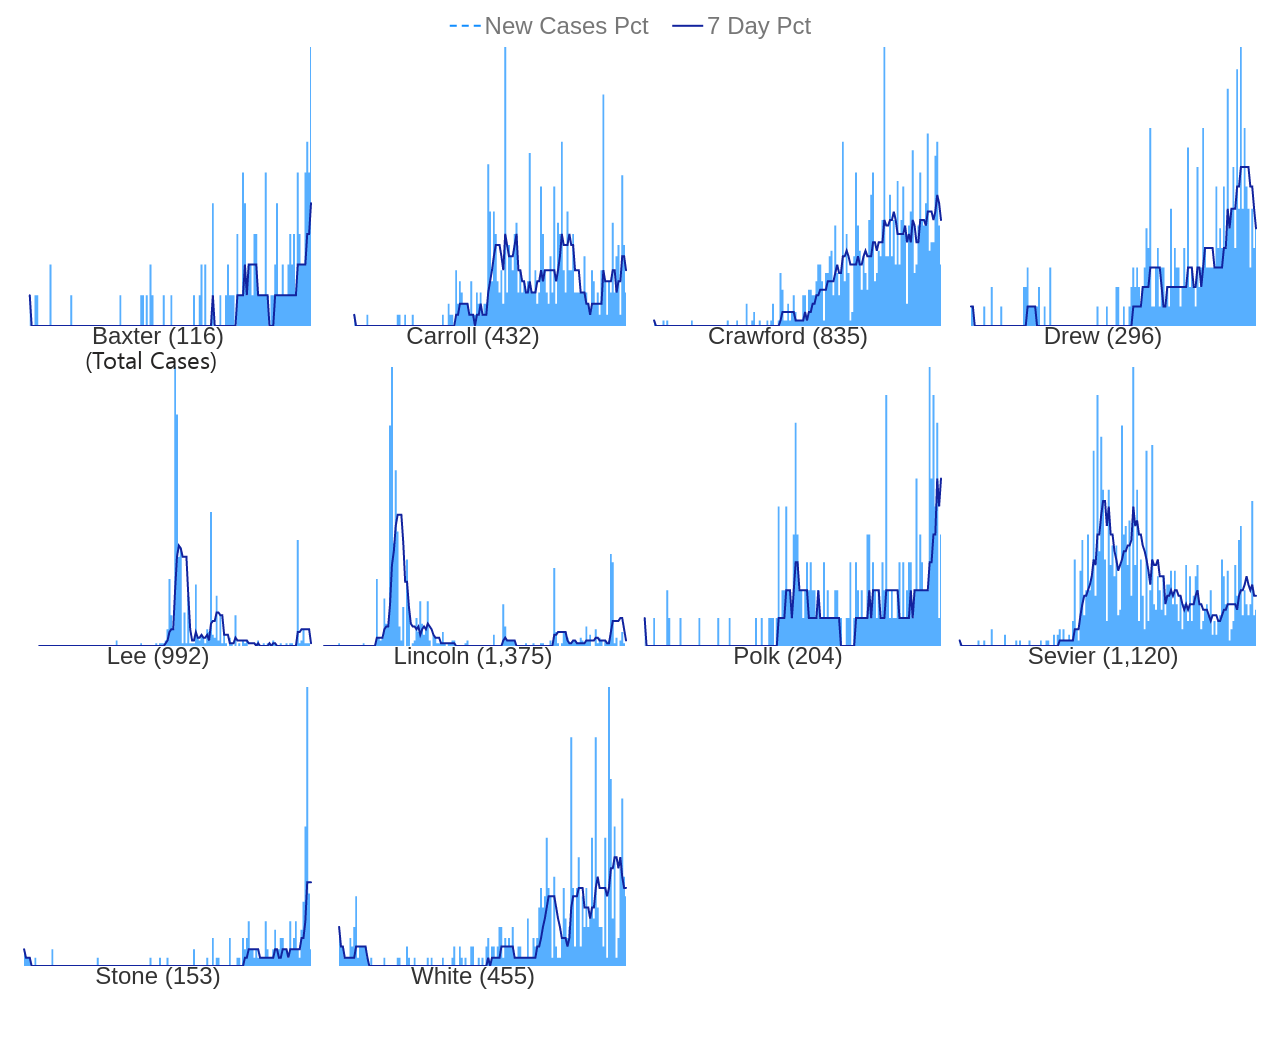 New Cases Pct 7 Day Pct
Baxter (116) Carroll (432) Crawford (835) Drew (296)
(Total Cases)
Lee (992) Lincoln (1,375) Polk (204) Sevier (1,120)
Stone (153) White (455)